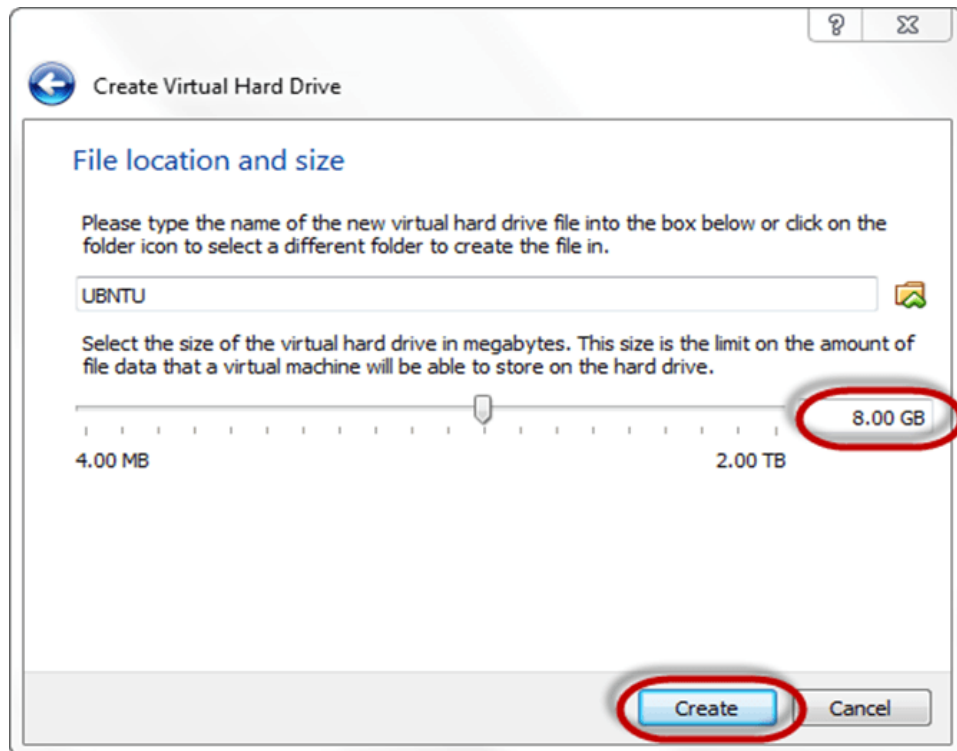 ?
Create Virtual Hard Drive
File location and size
Please type the name of the new virtual hard drive file into the box below or click on the
folder icon to select a different folder to create the file in.
UBNTU
Select the size of the virtual hard drive in megabytes. This size is the limit on the amount of
file data that a virtual machine will be able to store on the hard drive.
8.00 GB
4.00 MB 2.00 TB
Create Cancel